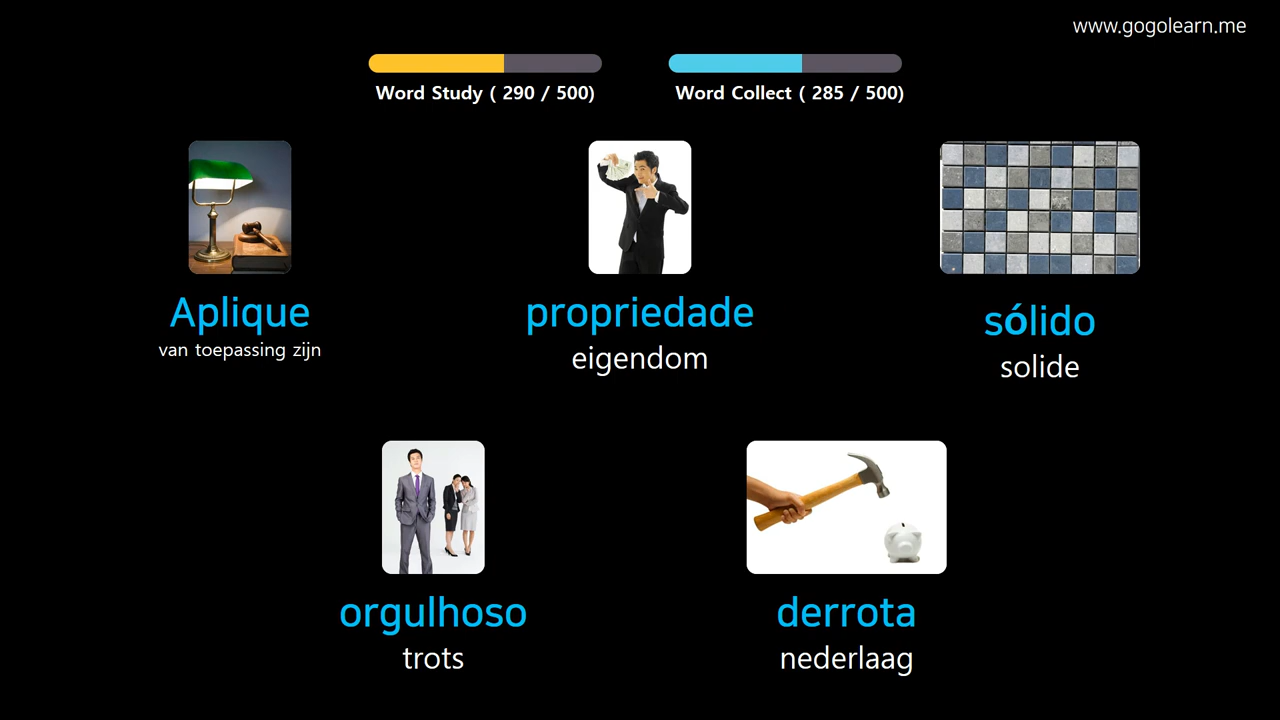 www.gogolearn.me
Word Study ( 290 / 500)
Word Collect ( 285 / 500)
Aplique
van toepassing zijn
propriedade
eigendom
sólido
solide
orgulhoso
trots
derrota
nederlaag